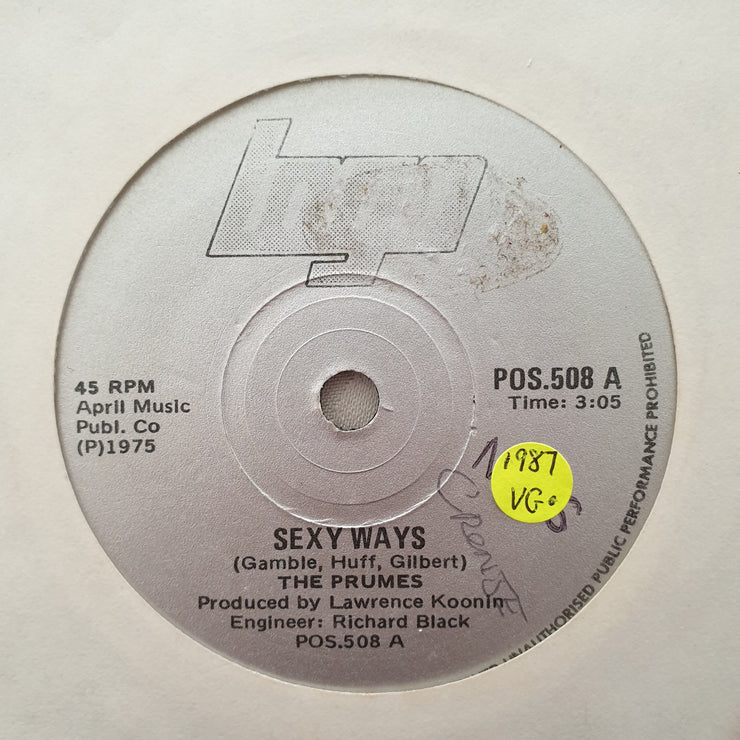 45 RPM
April Music
Publ. Co
(P)1975
POS.508 A
Time: 3:05
1987
VG
SEXY WAYS
(Gamble, Huff, Gilbert)
THE PRUMES
Produced by Lawrence Koonin
Engineer: Richard Black
POS.508 A
UNAUTHORISED PUBLIC PERFORMANCE PROHIBITED